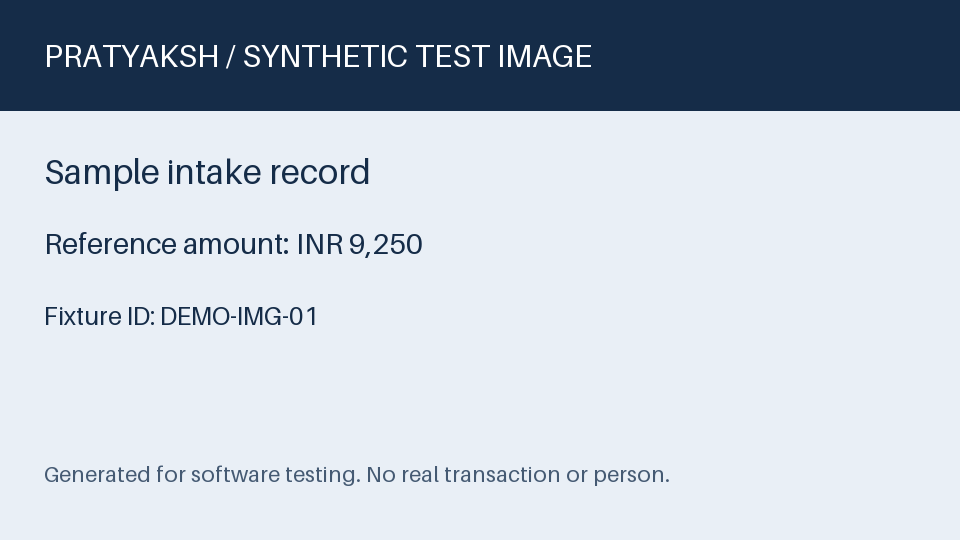 PRATYAKSH / SYNTHETIC TEST IMAGE
Sample intake record
Reference amount: INR 9,250
Fixture ID: DEMO-IMG-01
Generated for software testing. No real transaction or person.